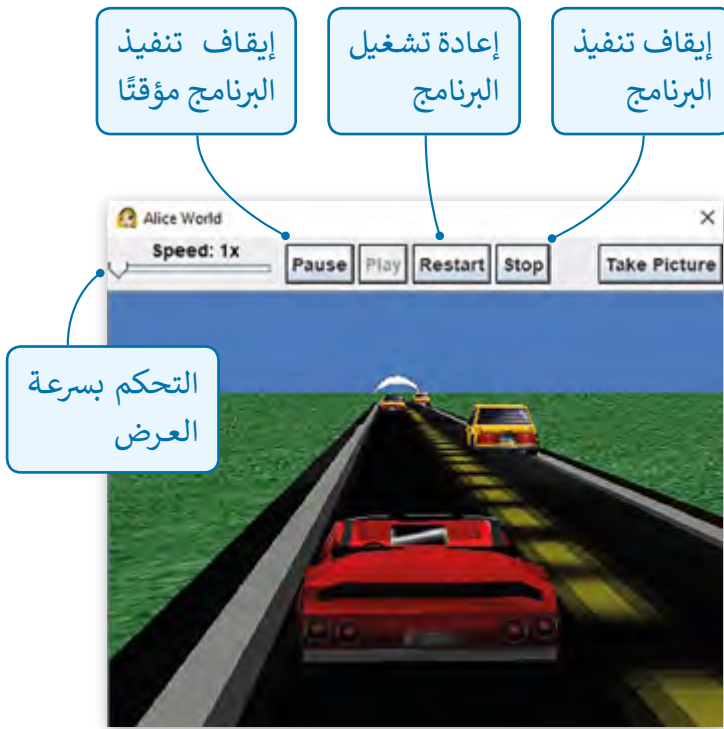 إيقاف تنفيذ
البرنامج
إعادة تشغيل
البرنامج
إيقاف تنفيذ
البرنامج مؤقتًا
Alice World
Speed: 1x
Pause
Play
Restart
Stop
Take Picture
التحكم بسرعة
العرض